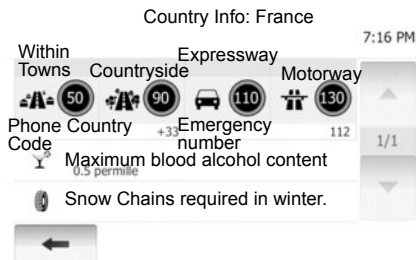 Country Info: France
7:16 PM
Within Towns
Countryside
Expressway
Motorway
50
90
110
130
Phone Country Code
+33
Emergency number
112
1/1
Maximum blood alcohol content
0.5 permille
Snow Chains required in winter.